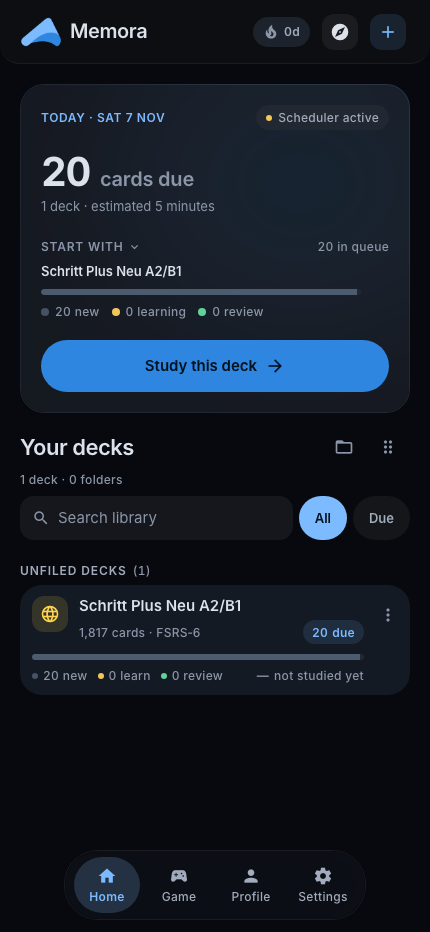 Memora
0d
TODAY · SAT 7 NOV
Scheduler active
20 cards due
1 deck · estimated 5 minutes
START WITH
20 in queue
Schritt Plus Neu A2/B1
20 new
0 learning
0 review
Study this deck
Your decks
1 deck · 0 folders
Search library
All
Due
UNFILED DECKS (1)
Schritt Plus Neu A2/B1
1,817 cards · FSRS-6
20 due
20 new
0 learn
0 review
— not studied yet
Home
Game
Profile
Settings